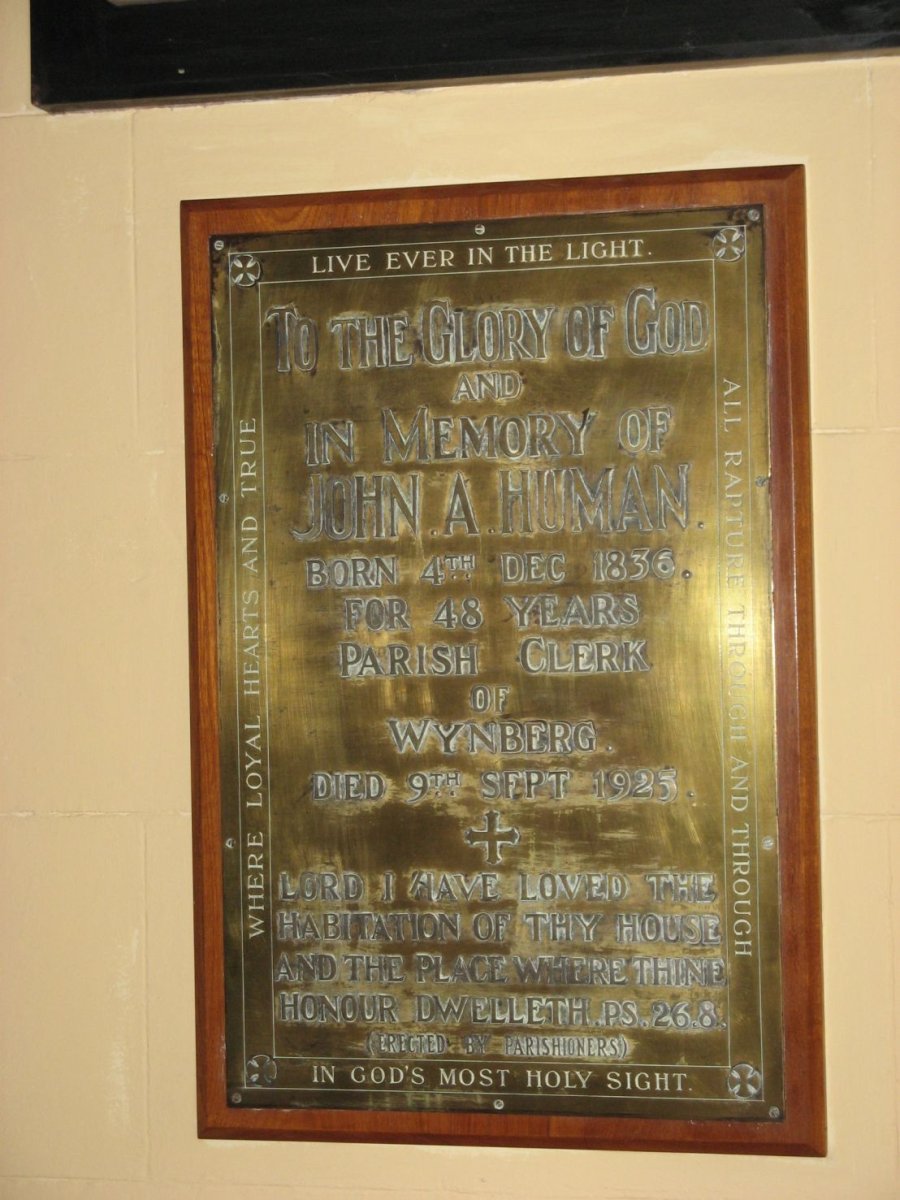 LIVE EVER IN THE LIGHT.
TO THE GLORY OF GOD
AND
IN MEMORY OF
JOHN . A . HUMAN .
BORN 4TH DEC 1836 .
FOR 48 YEARS
PARISH CLERK
OF
WYNBERG .
DIED 9TH SEPT 1925 .
LORD I HAVE LOVED THE
HABITATION OF THY HOUSE
AND THE PLACE WHERE THINE
HONOUR DWELLETH . PS . 26.8 .
(ERECTED BY PARISHIONERS)
WHERE LOYAL HEARTS AND TRUE
ALL RAPTURE THROUGH AND THROUGH
IN GOD'S MOST HOLY SIGHT.